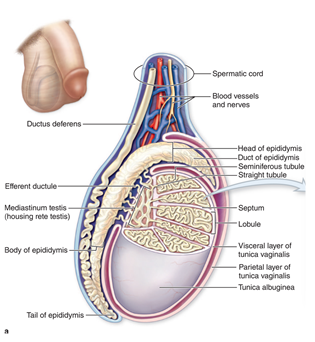 Spermatic cord
Blood vessels
and nerves
Ductus deferens
Head of epididymis
Duct of epididymis
Seminiferous tubule
Straight tubule
Efferent ductule
Mediastinum testis
(housing rete testis)
Septum
Lobule
Body of epididymis
Visceral layer of
tunica vaginalis
Parietal layer of
tunica vaginalis
Tunica albuginea
Tail of epididymis
a